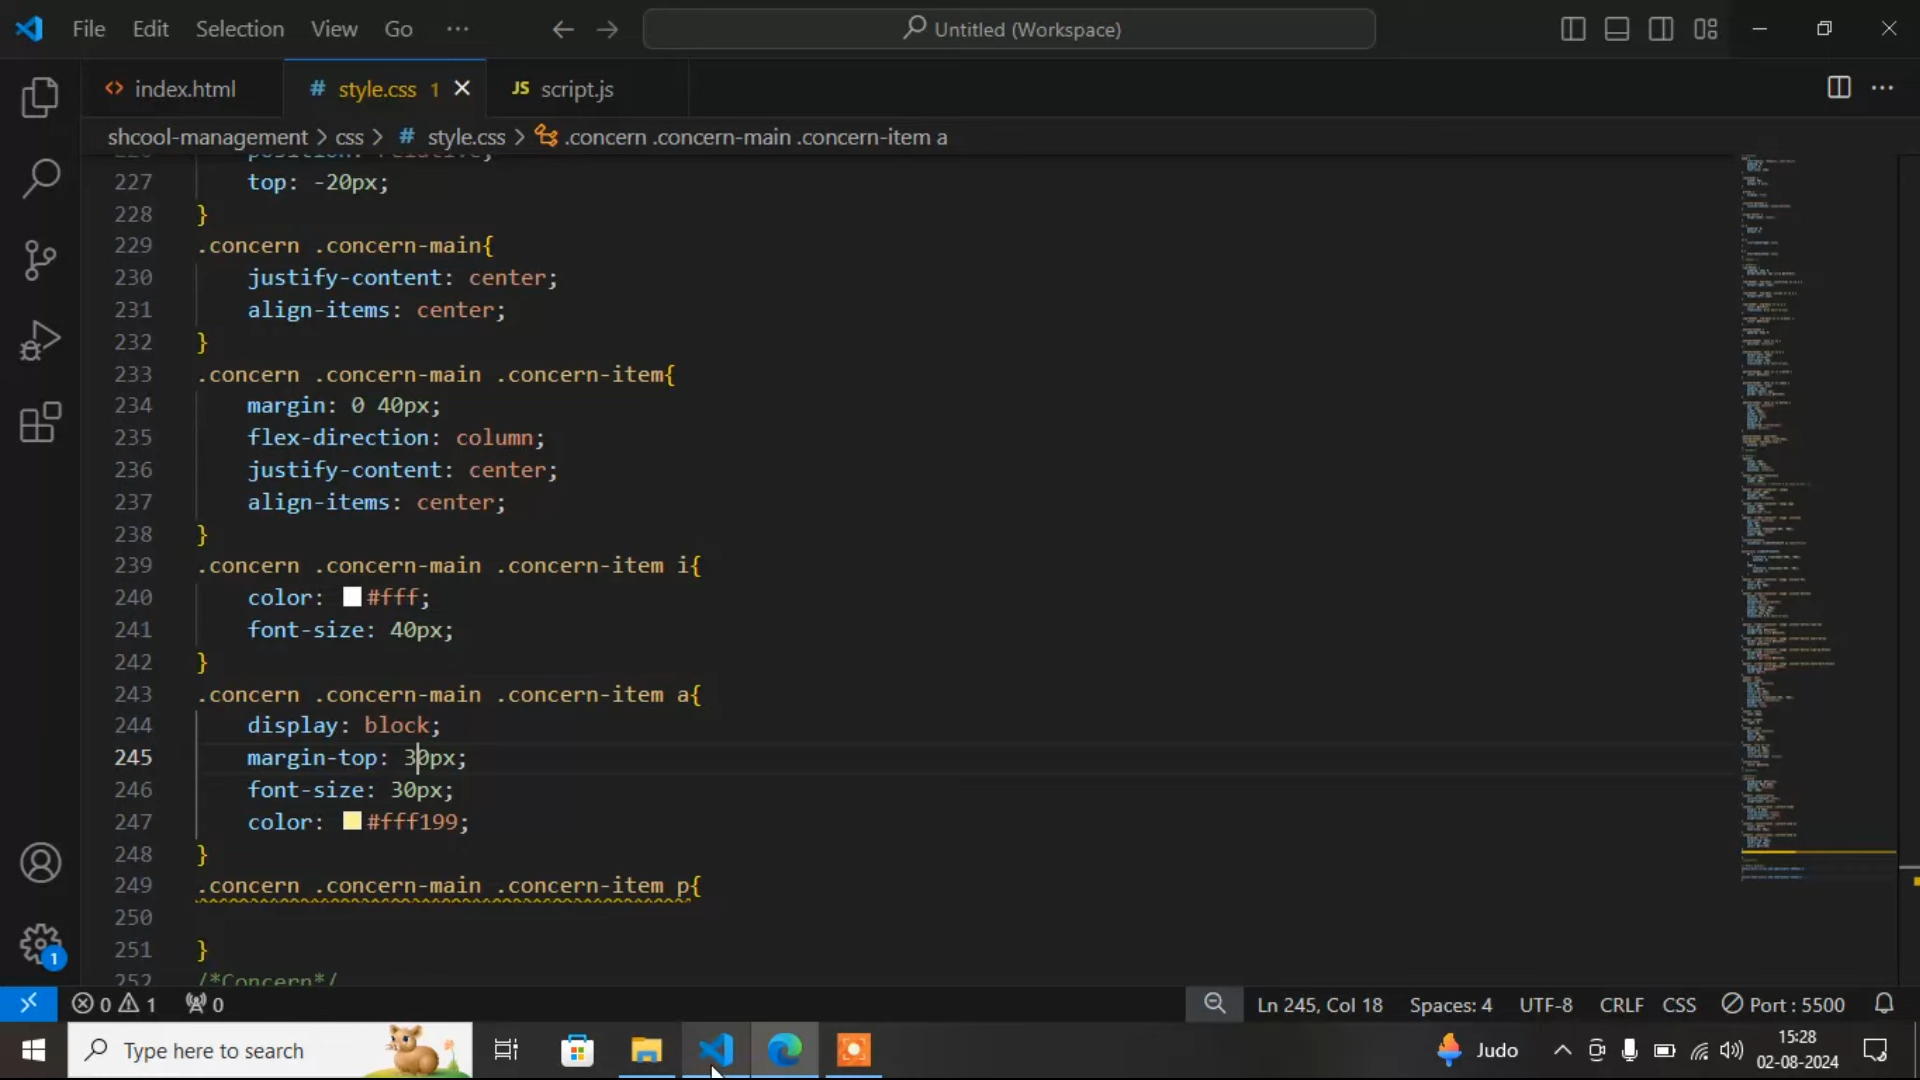 File Edit Selection View Go ··· Untitled (Workspace)
index.html # style.css 1 JS script.js
shcool-management > css > # style.css > .concern .concern-main .concern-item a
226 position: relative;
227 top: -20px;
228 }
229 .concern .concern-main{
230 justify-content: center;
231 align-items: center;
232 }
233 .concern .concern-main .concern-item{
234 margin: 0 40px;
235 flex-direction: column;
236 justify-content: center;
237 align-items: center;
238 }
239 .concern .concern-main .concern-item i{
240 color: #fff;
241 font-size: 40px;
242 }
243 .concern .concern-main .concern-item a{
244 display: block;
245 margin-top: 30px;
246 font-size: 30px;
247 color: #fff199;
248 }
249 .concern .concern-main .concern-item p{
250
251 }
252 /*Concern*/
1
0 1 0 Ln 245, Col 18 Spaces: 4 UTF-8 CRLF CSS Port : 5500
Type here to search Judo 15:28
02-08-2024